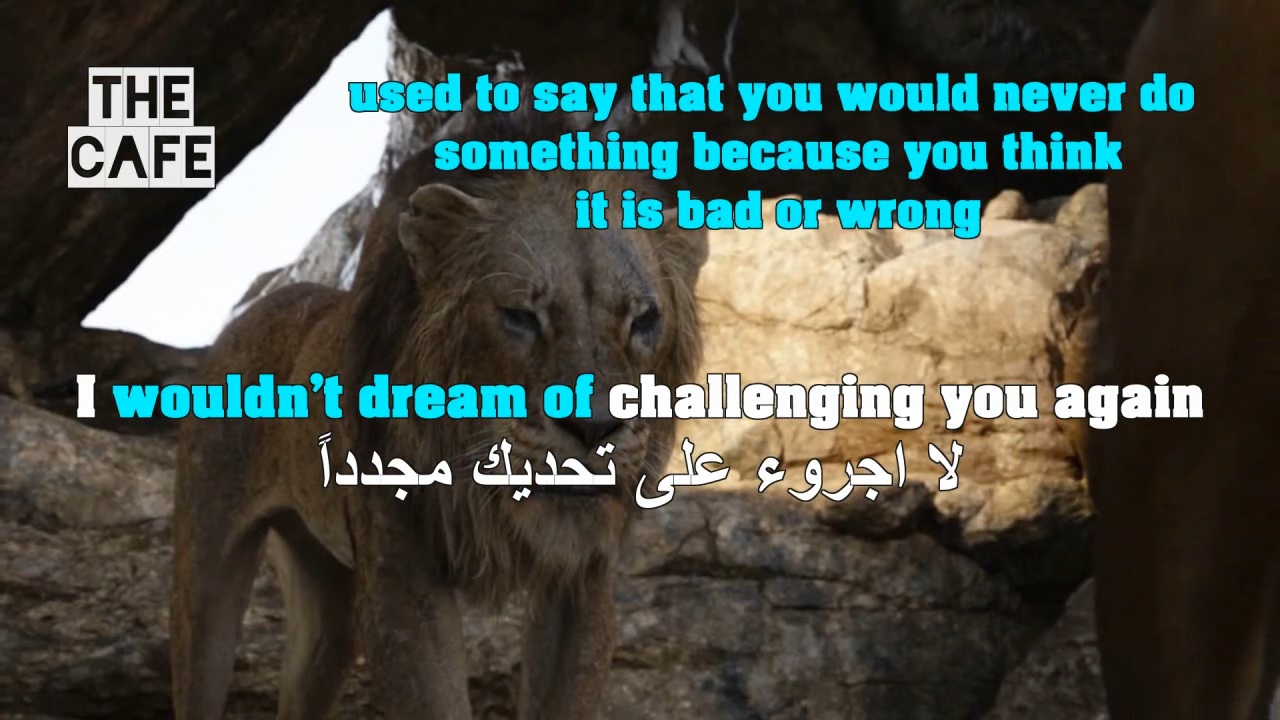 THE
CAFE
used to say that you would never do
something because you think
it is bad or wrong
I wouldn't dream of challenging you again
لا اجروء على تحديك مجدداً